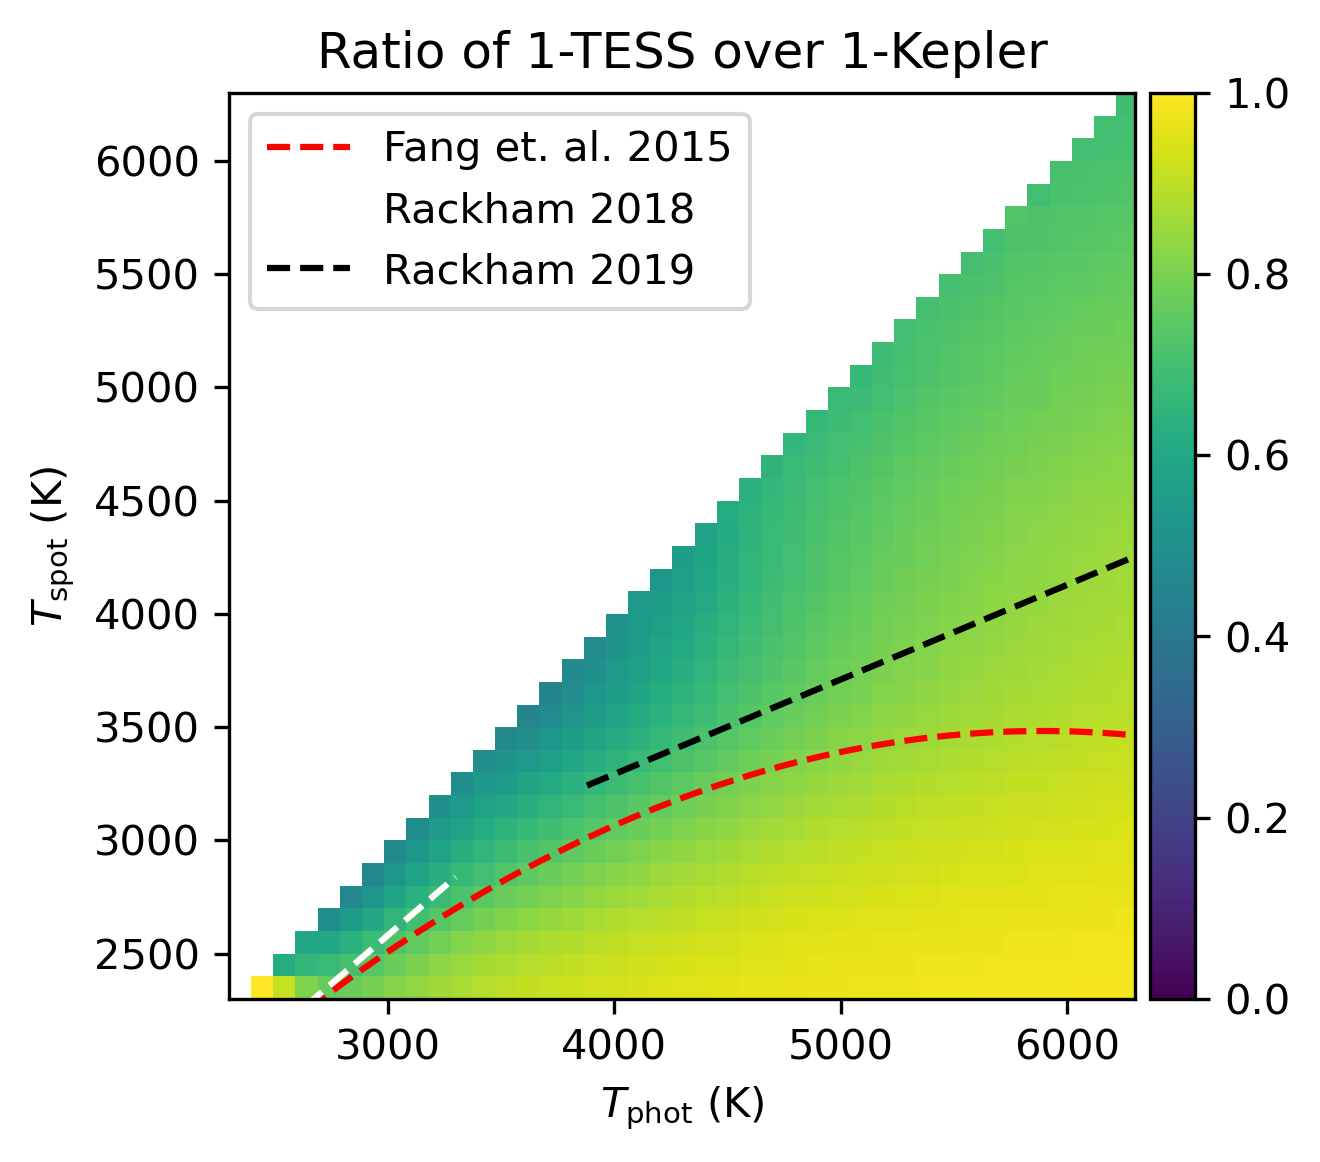 Ratio of 1-TESS over 1-Kepler
Fang et. al. 2015
Rackham 2018
Rackham 2019
6000
5500
5000
4500
4000
3500
3000
2500
T_spot (K)
3000 4000 5000 6000
T_phot (K)
1.0
0.8
0.6
0.4
0.2
0.0